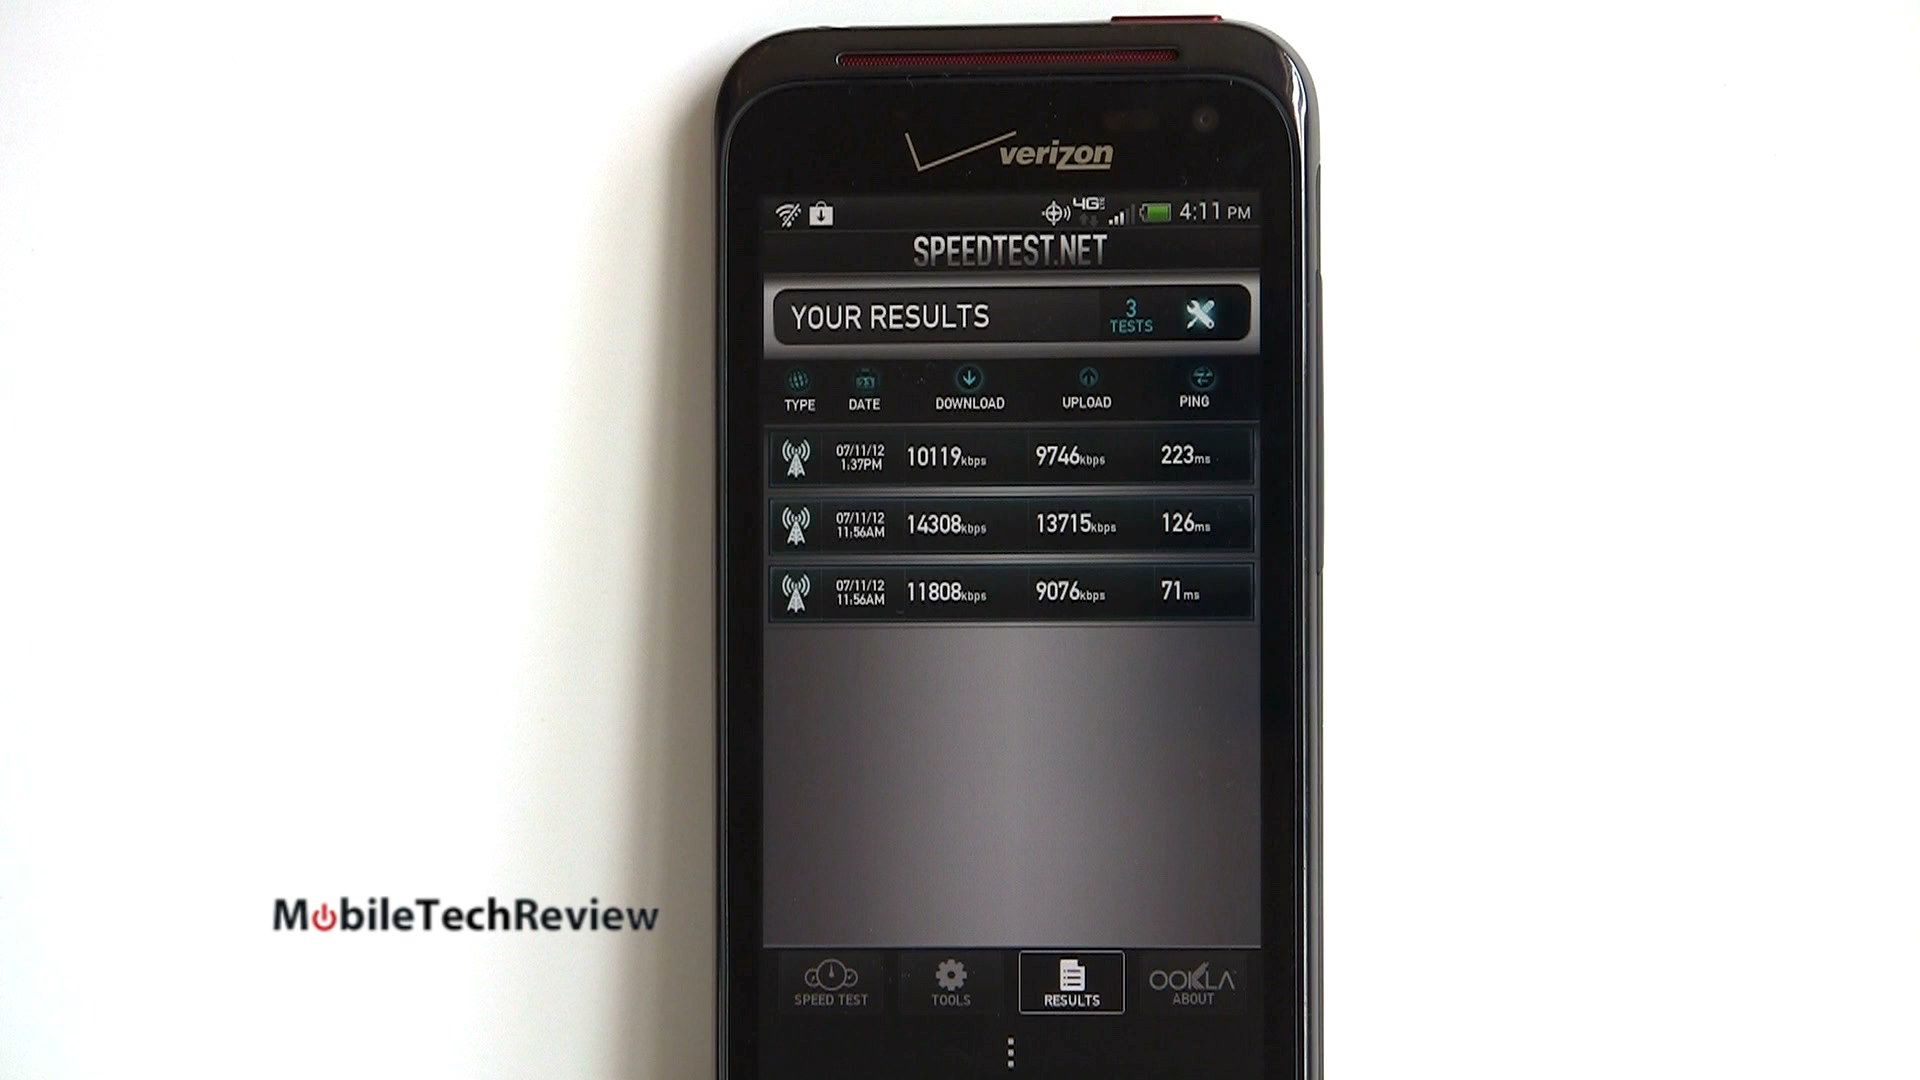 verizon
4G LTE 4:11 PM
SPEEDTEST.NET
YOUR RESULTS
3
TESTS
23
TYPE DATE DOWNLOAD UPLOAD PING
07/11/12
1:37PM
10119kbps 9746kbps 223ms
07/11/12
11:56AM
14308kbps 13715kbps 126ms
07/11/12
11:56AM
11808kbps 9076kbps 71ms
MobileTechReview
OOKLA
SPEED TEST TOOLS RESULTS ABOUT